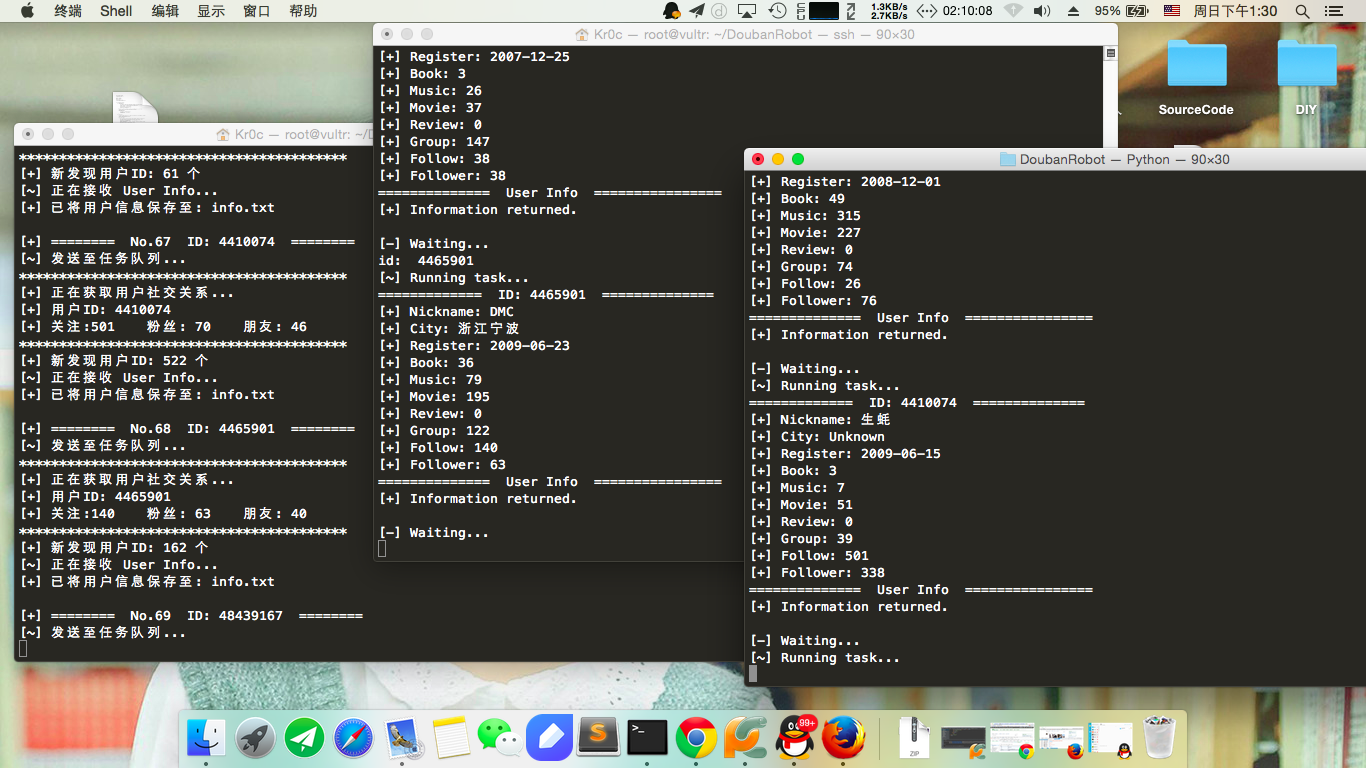 终端 Shell 编辑 显示 窗口 帮助
1.3KB/s
2.7KB/s
02:10:08
95%
周日下午1:30
SourceCode
DIY
Kr0c — root@vultr: ~/D
****************************************
[+] 新发现用户ID: 61 个
[~] 正在接收 User Info...
[+] 已将用户信息保存至: info.txt
[+] ======== No.67 ID: 4410074 ========
[~] 发送至任务队列...
****************************************
[+] 正在获取用户社交关系...
[+] 用户ID: 4410074
[+] 关注:501 粉丝: 70 朋友: 46
****************************************
[+] 新发现用户ID: 522 个
[~] 正在接收 User Info...
[+] 已将用户信息保存至: info.txt
[+] ======== No.68 ID: 4465901 ========
[~] 发送至任务队列...
****************************************
[+] 正在获取用户社交关系...
[+] 用户ID: 4465901
[+] 关注:140 粉丝: 63 朋友: 40
****************************************
[+] 新发现用户ID: 162 个
[~] 正在接收 User Info...
[+] 已将用户信息保存至: info.txt
[+] ======== No.69 ID: 48439167 ========
[~] 发送至任务队列...
Kr0c — root@vultr: ~/DoubanRobot — ssh — 90×30
[+] Register: 2007-12-25
[+] Book: 3
[+] Music: 26
[+] Movie: 37
[+] Review: 0
[+] Group: 147
[+] Follow: 38
[+] Follower: 38
============== User Info ================
[+] Information returned.
[-] Waiting...
id: 4465901
[~] Running task...
============= ID: 4465901 ==============
[+] Nickname: DMC
[+] City: 浙江宁波
[+] Register: 2009-06-23
[+] Book: 36
[+] Music: 79
[+] Movie: 195
[+] Review: 0
[+] Group: 122
[+] Follow: 140
[+] Follower: 63
============== User Info ================
[+] Information returned.
[-] Waiting...
DoubanRobot — Python — 90×30
[+] Register: 2008-12-01
[+] Book: 49
[+] Music: 315
[+] Movie: 227
[+] Review: 0
[+] Group: 74
[+] Follow: 26
[+] Follower: 76
============== User Info ================
[+] Information returned.
[-] Waiting...
[~] Running task...
============= ID: 4410074 ==============
[+] Nickname: 生蚝
[+] City: Unknown
[+] Register: 2009-06-15
[+] Book: 3
[+] Music: 7
[+] Movie: 51
[+] Review: 0
[+] Group: 39
[+] Follow: 501
[+] Follower: 338
============== User Info ================
[+] Information returned.
[-] Waiting...
[~] Running task...
99+
ZIP